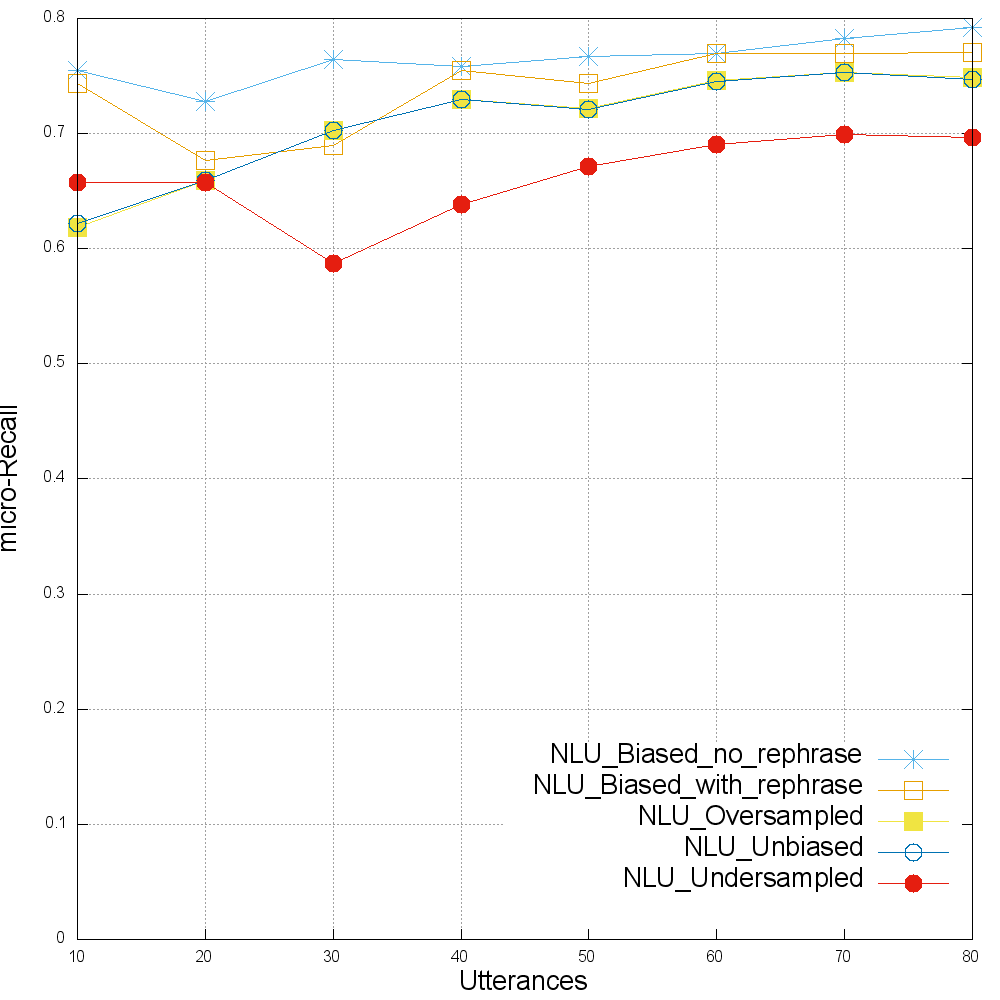 0.8
0.7
0.6
0.5
0.4
0.3
0.2
0.1
0
micro-Recall
NLU_Biased_no_rephrase
NLU_Biased_with_rephrase
NLU_Oversampled
NLU_Unbiased
NLU_Undersampled
10 20 30 40 50 60 70 80
Utterances